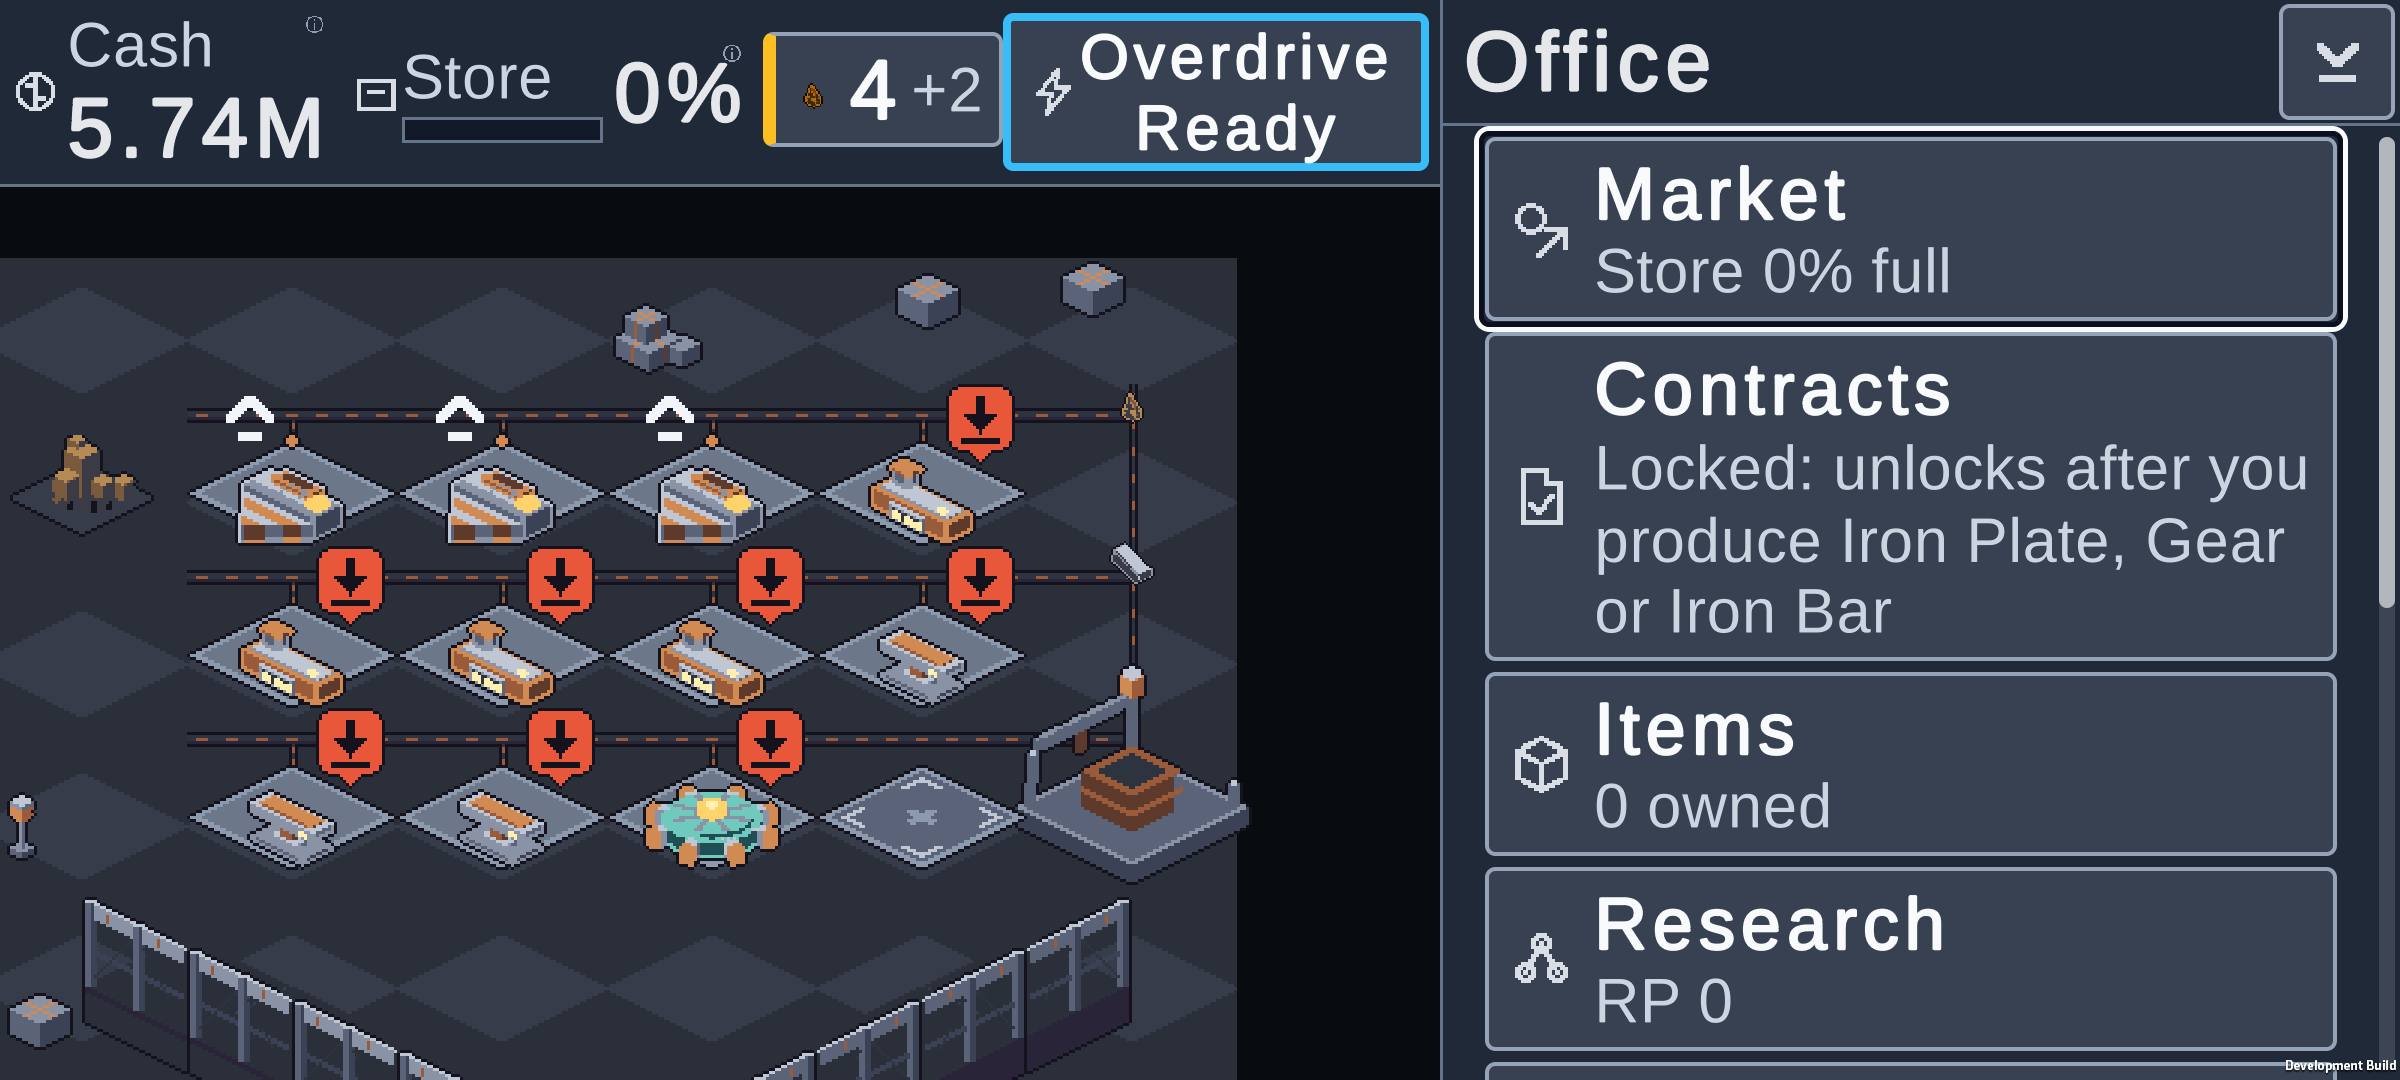 Cash
5.74M
Store
0%
4 +2
Overdrive
Ready
Office
Market
Store 0% full
Contracts
Locked: unlocks after you
produce Iron Plate, Gear
or Iron Bar
Items
0 owned
Research
RP 0
Development Build